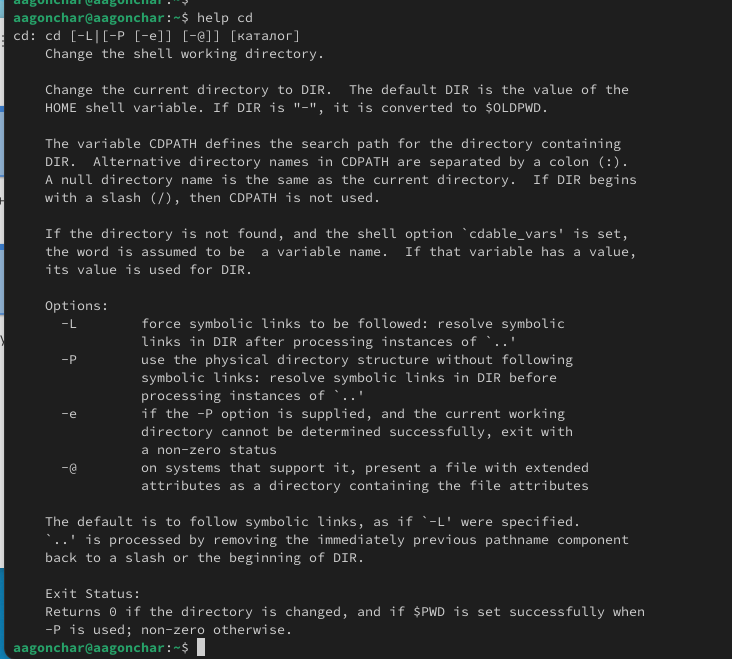 aagonchar@aagonchar:~$
aagonchar@aagonchar:~$ help cd
cd: cd [-L|[-P [-e]] [-@]] [каталог]
    Change the shell working directory.

    Change the current directory to DIR.  The default DIR is the value of the
    HOME shell variable. If DIR is "-", it is converted to $OLDPWD.

    The variable CDPATH defines the search path for the directory containing
    DIR.  Alternative directory names in CDPATH are separated by a colon (:).
    A null directory name is the same as the current directory.  If DIR begins
    with a slash (/), then CDPATH is not used.

    If the directory is not found, and the shell option `cdable_vars' is set,
    the word is assumed to be  a variable name.  If that variable has a value,
    its value is used for DIR.

    Options:
      -L        force symbolic links to be followed: resolve symbolic
                links in DIR after processing instances of `..'
      -P        use the physical directory structure without following
                symbolic links: resolve symbolic links in DIR before
                processing instances of `..'
      -e        if the -P option is supplied, and the current working
                directory cannot be determined successfully, exit with
                a non-zero status
      -@        on systems that support it, present a file with extended
                attributes as a directory containing the file attributes

    The default is to follow symbolic links, as if `-L' were specified.
    `..' is processed by removing the immediately previous pathname component
    back to a slash or the beginning of DIR.

    Exit Status:
    Returns 0 if the directory is changed, and if $PWD is set successfully when
    -P is used; non-zero otherwise.
aagonchar@aagonchar:~$